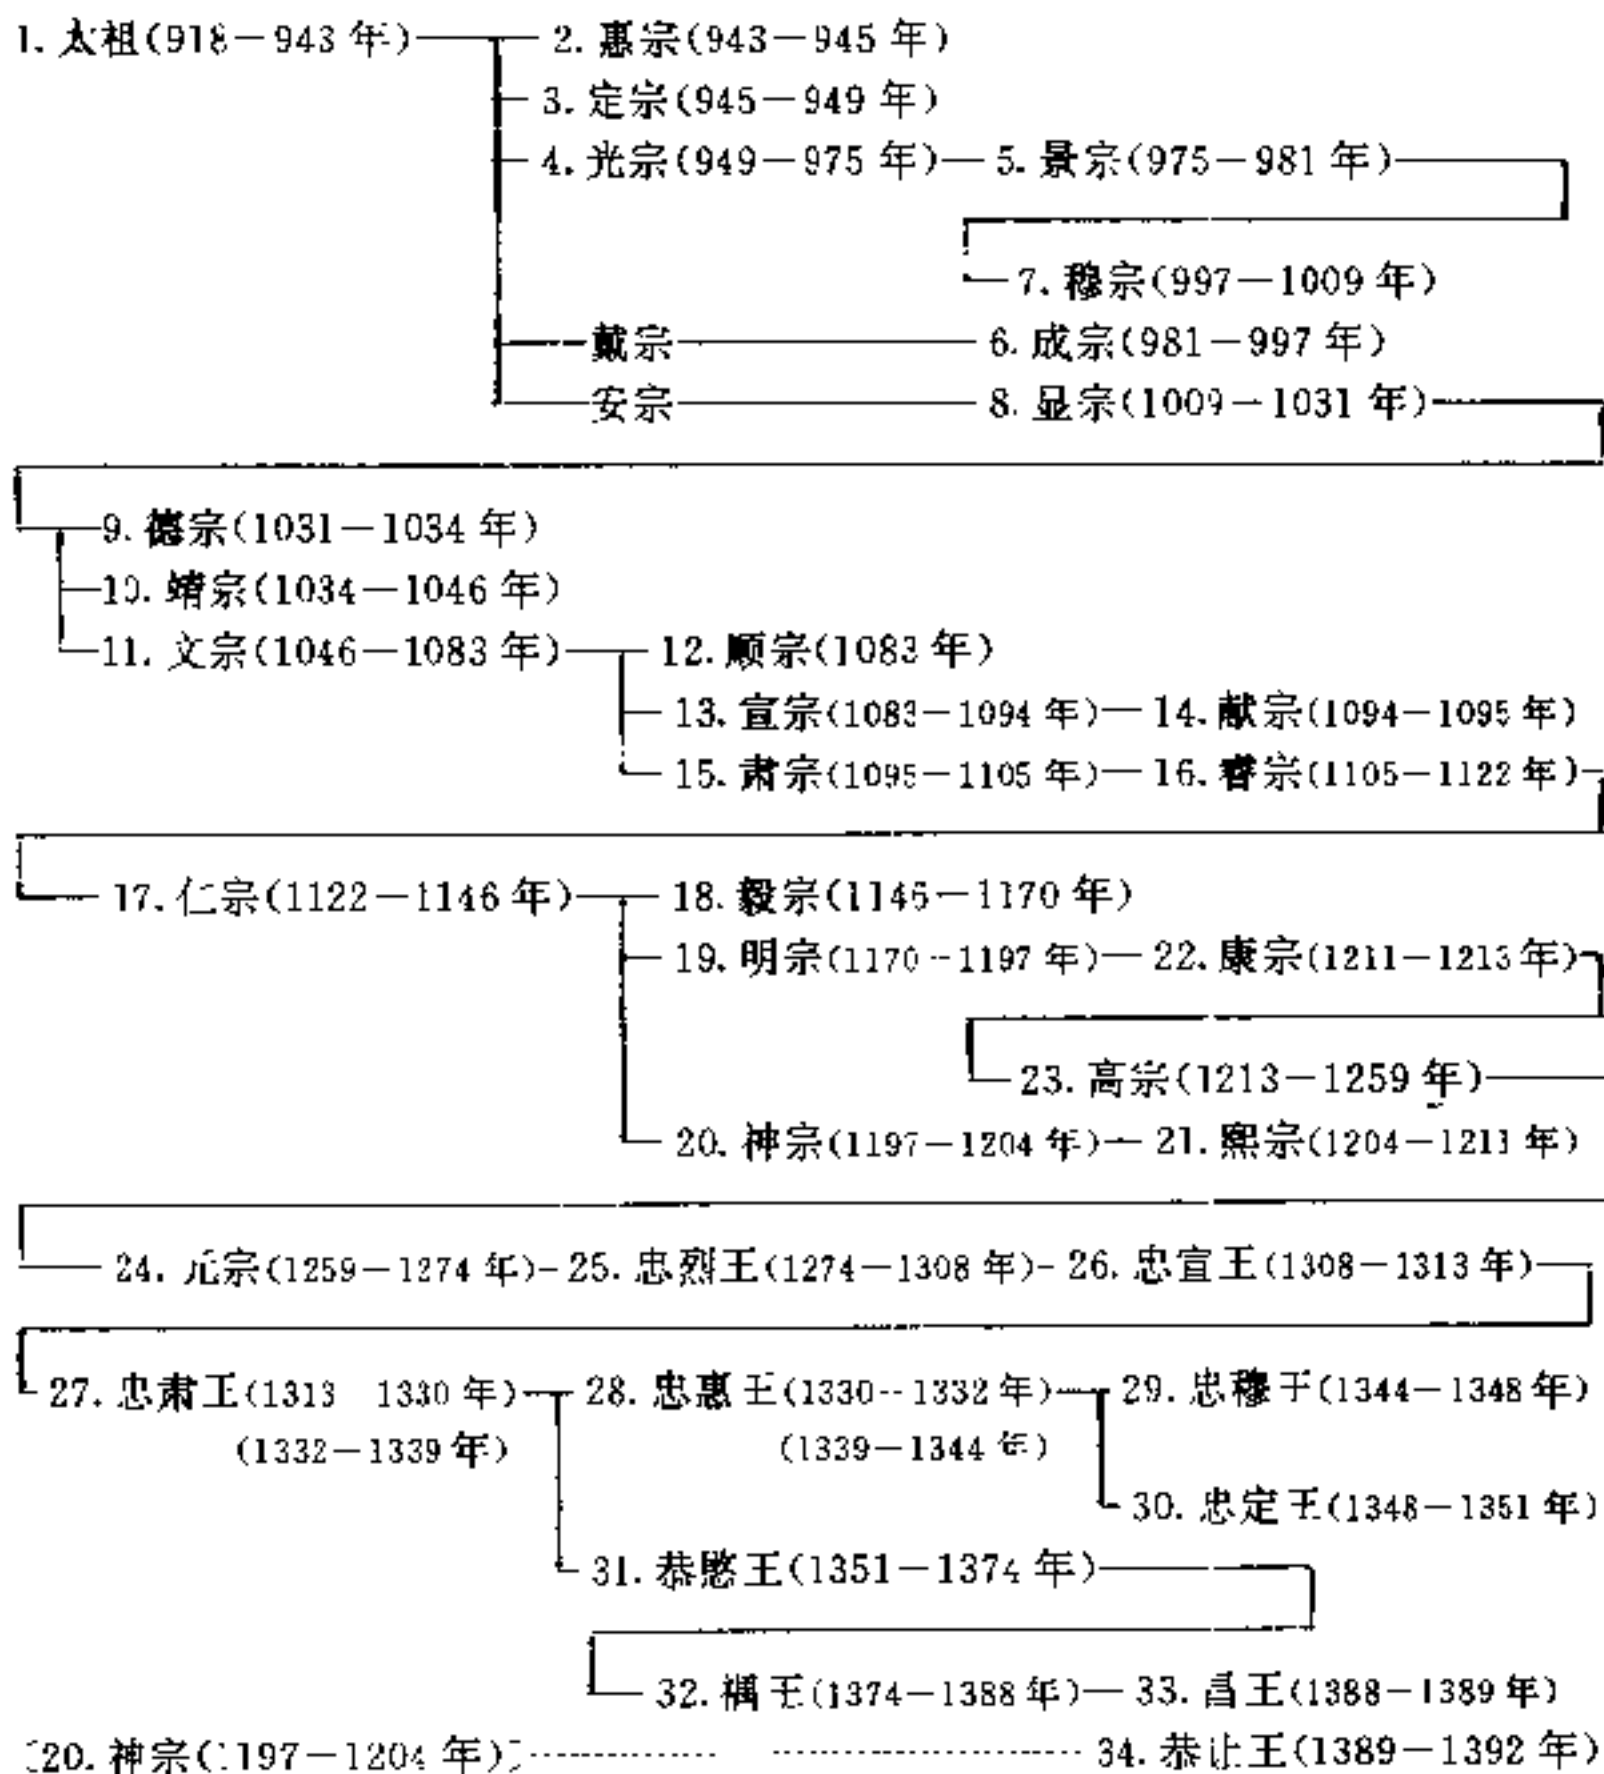 1. 太祖(918—943 年) 2. 惠宗(943—945 年)
3. 定宗(945—949 年)
4. 光宗(949—975 年) 5. 景宗(975—981 年)
7. 穆宗(997—1009 年)
戴宗 6. 成宗(981—997 年)
安宗 8. 显宗(1009—1031 年)
9. 德宗(1031—1034 年)
10. 靖宗(1034—1046 年)
11. 文宗(1046—1083 年) 12. 顺宗(1083 年)
13. 宣宗(1083—1094 年) 14. 献宗(1094—1095 年)
15. 肃宗(1095—1105 年) 16. 睿宗(1105—1122 年)
17. 仁宗(1122—1146 年) 18. 毅宗(1146—1170 年)
19. 明宗(1170—1197 年) 22. 康宗(1211—1213 年)
23. 高宗(1213—1259 年)
20. 神宗(1197—1204 年) 21. 熙宗(1204—1211 年)
24. 元宗(1259—1274 年) 25. 忠烈王(1274—1308 年) 26. 忠宣王(1308—1313 年)
27. 忠肃王(1313 1330 年) 28. 忠惠王(1330—1332 年) 29. 忠穆王(1344—1348 年)
(1332—1339 年) (1339—1344 年)
30. 忠定王(1348—1351 年)
31. 恭愍王(1351—1374 年)
32. 禑王(1374—1388 年) 33. 昌王(1388—1389 年)
〔20. 神宗(1197—1204 年)〕 34. 恭让王(1389—1392 年)